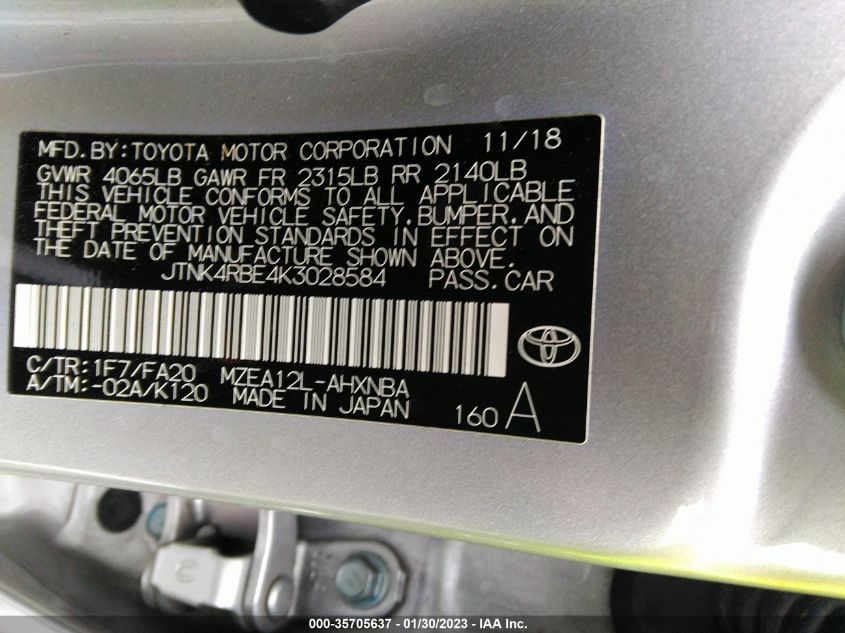 MFD.BY:TOYOTA MOTOR CORPORATION 11/18
GVWR 4065LB GAWR FR 2315LB RR 2140LB
THIS VEHICLE CONFORMS TO ALL APPLICABLE
FEDERAL MOTOR VEHICLE SAFETY,BUMPER,AND
THEFT PREVENTION STANDARDS IN EFFECT ON
THE DATE OF MANUFACTURE SHOWN ABOVE.
JTNK4RBE4K3028584 PASS.CAR
C/TR:1F7/FA20 MZEA12L-AHXNBA
A/TM:-02A/K120 MADE IN JAPAN
160 A
000-35705637 - 01/30/2023 - IAA Inc.